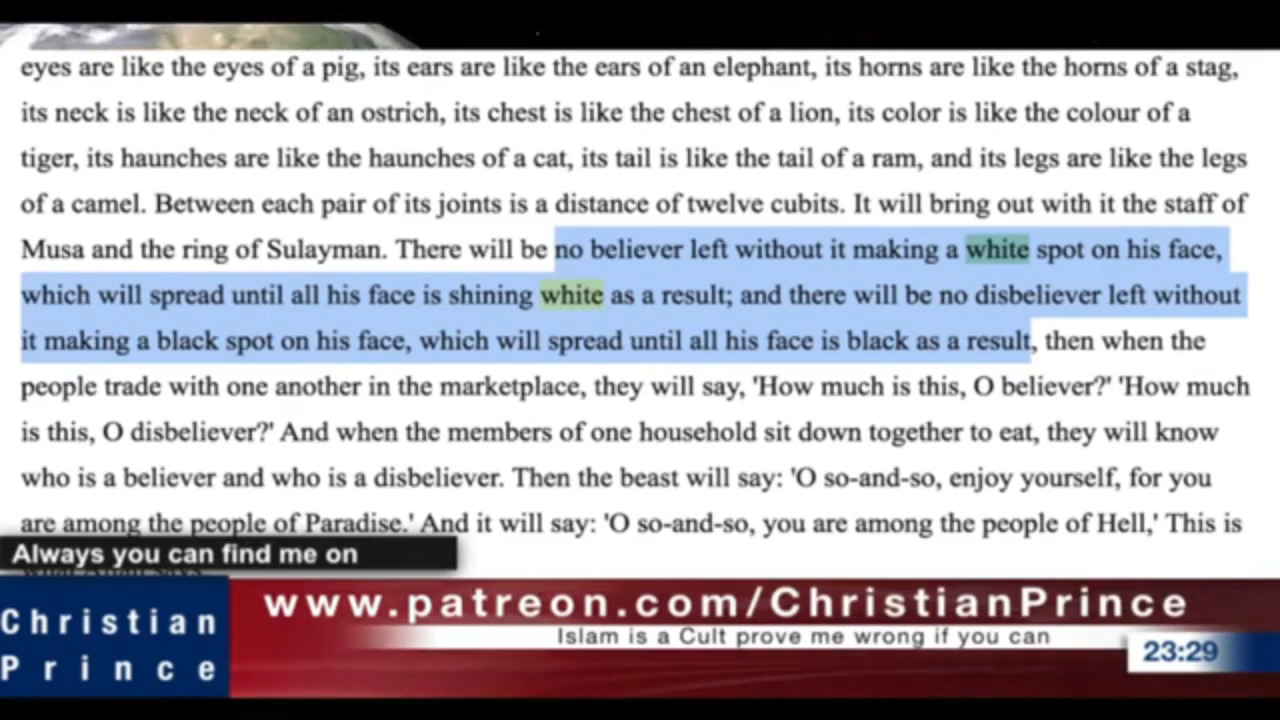 eyes are like the eyes of a pig, its ears are like the ears of an elephant, its horns are like the horns of a stag,
its neck is like the neck of an ostrich, its chest is like the chest of a lion, its color is like the colour of a
tiger, its haunches are like the haunches of a cat, its tail is like the tail of a ram, and its legs are like the legs
of a camel. Between each pair of its joints is a distance of twelve cubits. It will bring out with it the staff of
Musa and the ring of Sulayman. There will be no believer left without it making a white spot on his face,
which will spread until all his face is shining white as a result; and there will be no disbeliever left without
it making a black spot on his face, which will spread until all his face is black as a result, then when the
people trade with one another in the marketplace, they will say, 'How much is this, O believer?' 'How much
is this, O disbeliever?' And when the members of one household sit down together to eat, they will know
who is a believer and who is a disbeliever. Then the beast will say: 'O so-and-so, enjoy yourself, for you
are among the people of Paradise.' And it will say: 'O so-and-so, you are among the people of Hell,' This is
Always you can find me on
Christian
Prince
www.patreon.com/ChristianPrince
Islam is a Cult prove me wrong if you can
23:29